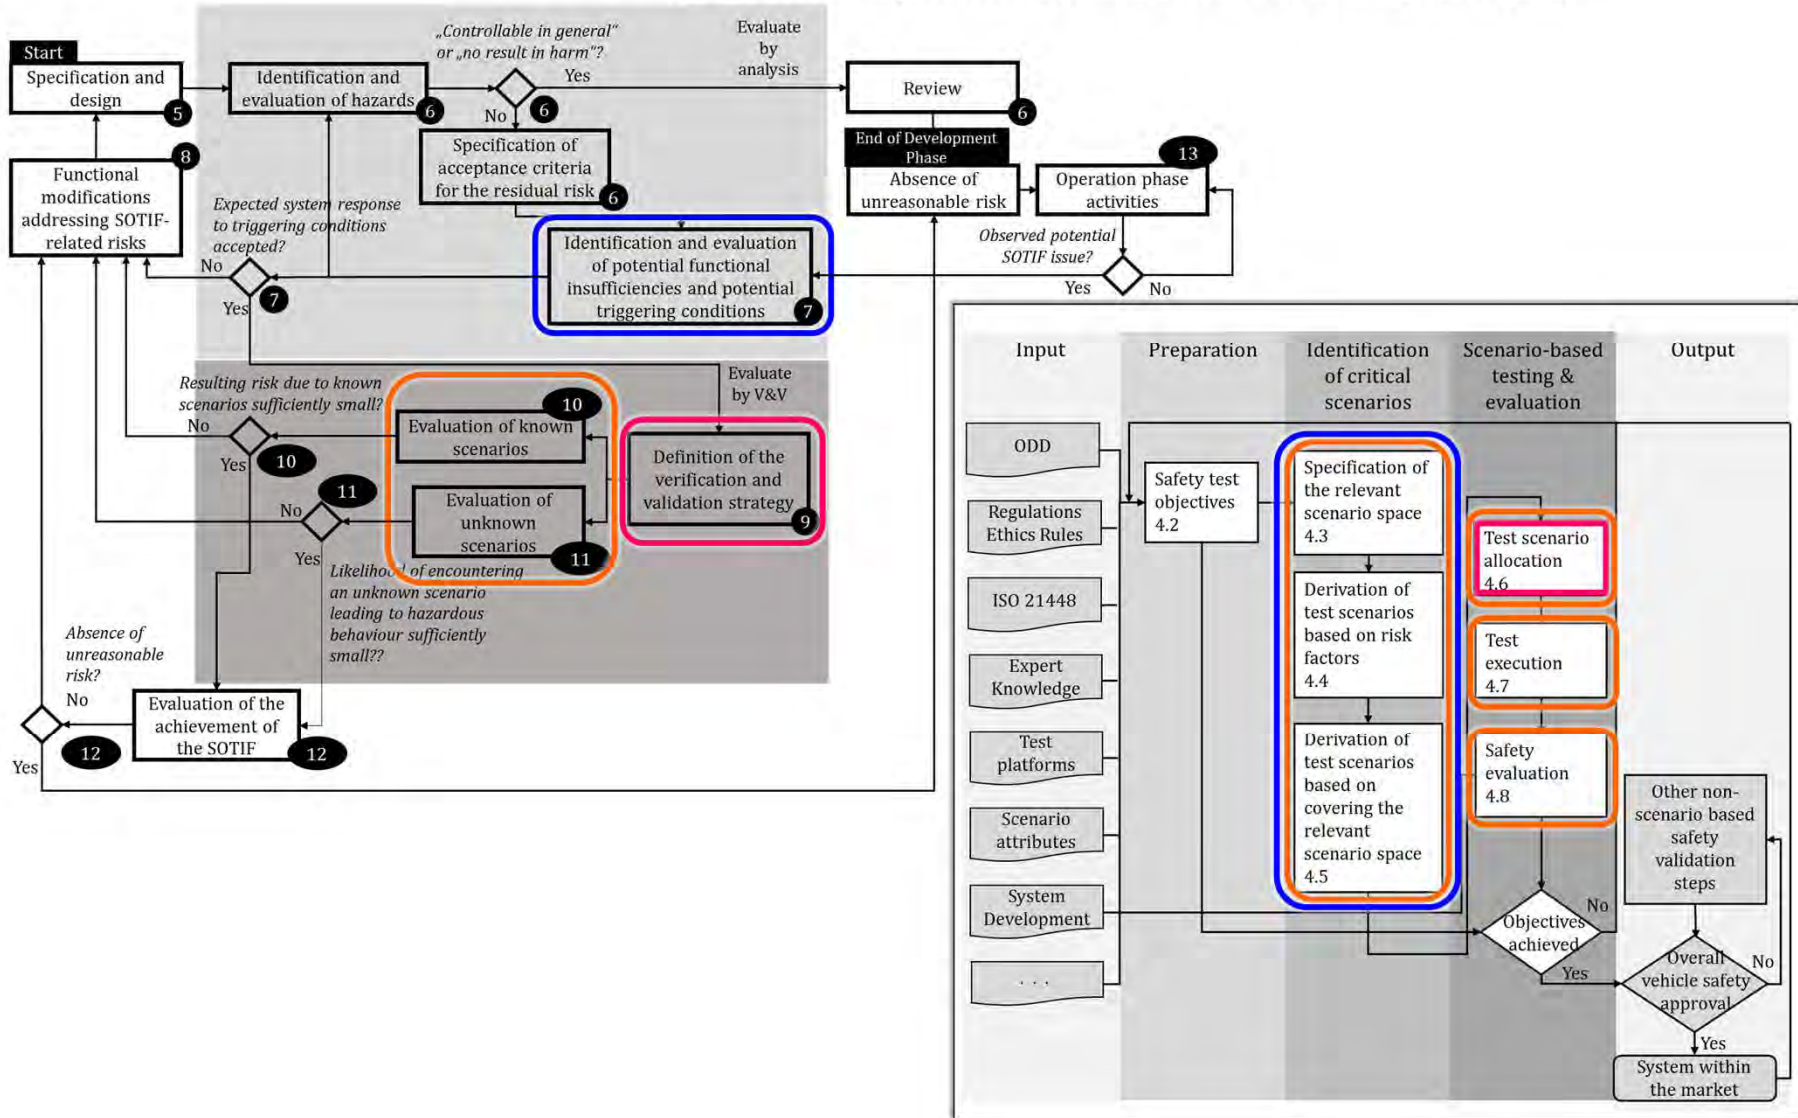 Start
Specification and
design
5
Identification and
evaluation of hazards
6
„Controllable in general“
or „no result in harm“?
Yes
6
No
Evaluate
by
analysis
Review
6
Specification of
acceptance criteria
for the residual risk
6
8
Functional
modifications
addressing SOTIF-
related risks
Expected system response
to triggering conditions
accepted?
No
7
Yes
Identification and evaluation
of potential functional
insufficiencies and potential
triggering conditions
7
End of Development
Phase
Absence of
unreasonable risk
13
Operation phase
activities
Observed potential
SOTIF issue?
Yes
No
Evaluate
by V&V
Resulting risk due to known
scenarios sufficiently small?
No
10
Yes
10
Evaluation of known
scenarios
11
No
Yes
Evaluation of
unknown
scenarios
11
Definition of the
verification and
validation strategy
9
Likelihood of encountering
an unknown scenario
leading to hazardous
behaviour sufficiently
small??
Absence of
unreasonable
risk?
No
12
Yes
Evaluation of the
achievement of
the SOTIF
12
Input
Preparation
Identification
of critical
scenarios
Scenario-based
testing &
evaluation
Output
ODD
Regulations
Ethics Rules
ISO 21448
Expert
Knowledge
Test
platforms
Scenario
attributes
System
Development
. . .
Safety test
objectives
4.2
Specification of
the relevant
scenario space
4.3
Derivation of
test scenarios
based on risk
factors
4.4
Derivation of
test scenarios
based on
covering the
relevant
scenario space
4.5
Test scenario
allocation
4.6
Test
execution
4.7
Safety
evaluation
4.8
Objectives
achieved
No
Yes
Other non-
scenario based
safety
validation
steps
Overall
vehicle safety
approval
No
Yes
System within
the market